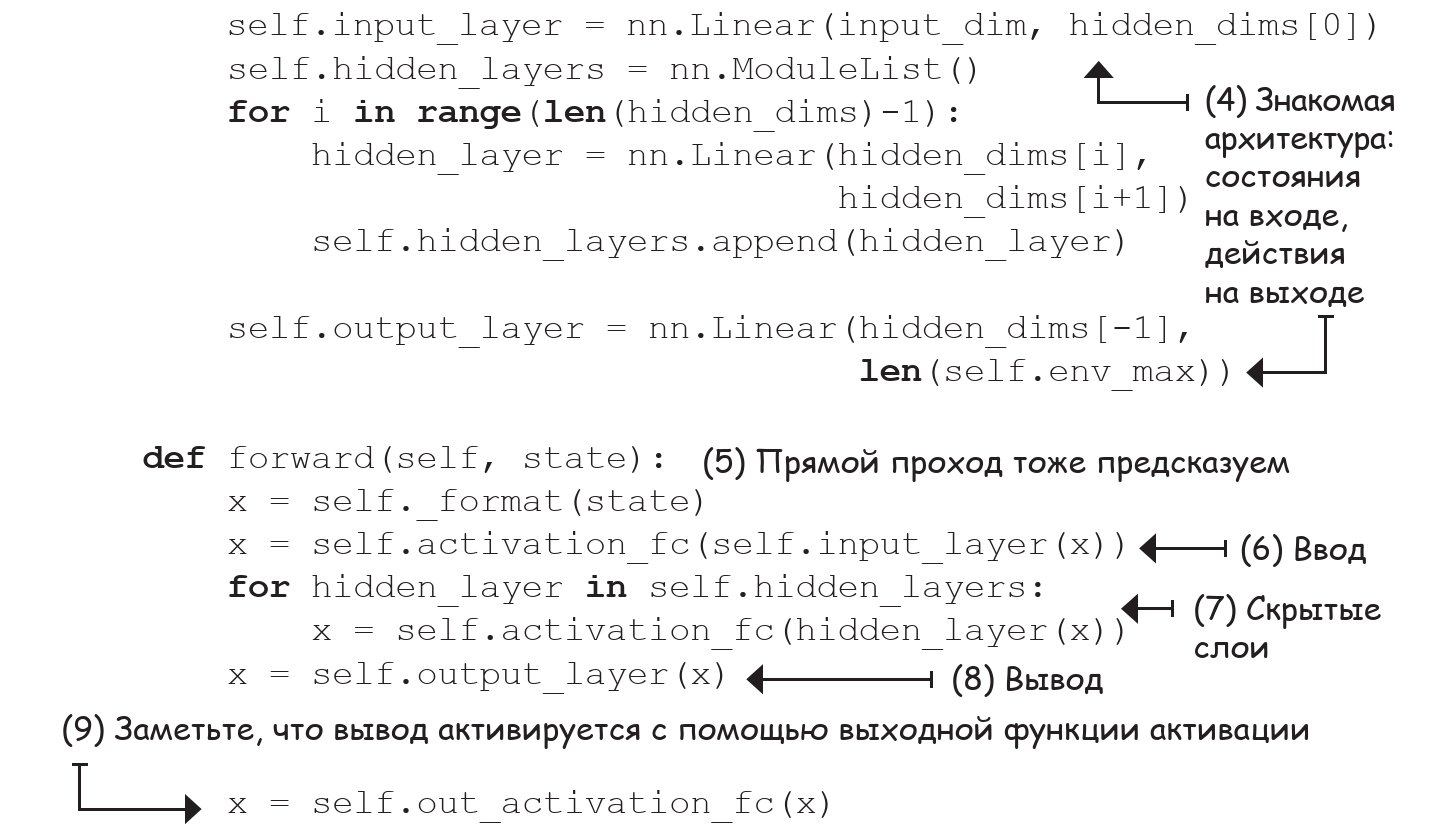 self.input_layer = nn.Linear(input_dim, hidden_dims[0])
self.hidden_layers = nn.ModuleList()
for i in range(len(hidden_dims)-1):
    hidden_layer = nn.Linear(hidden_dims[i],
                             hidden_dims[i+1])
    self.hidden_layers.append(hidden_layer)
(4) Знакомая
архитектура:
состояния
на входе,
действия
на выходе
self.output_layer = nn.Linear(hidden_dims[-1],
                              len(self.env_max))
def forward(self, state): (5) Прямой проход тоже предсказуем
    x = self._format(state)
    x = self.activation_fc(self.input_layer(x)) (6) Ввод
    for hidden_layer in self.hidden_layers:
        x = self.activation_fc(hidden_layer(x))
(7) Скрытые
слои
    x = self.output_layer(x) (8) Вывод
(9) Заметьте, что вывод активируется с помощью выходной функции активации
    x = self.out_activation_fc(x)